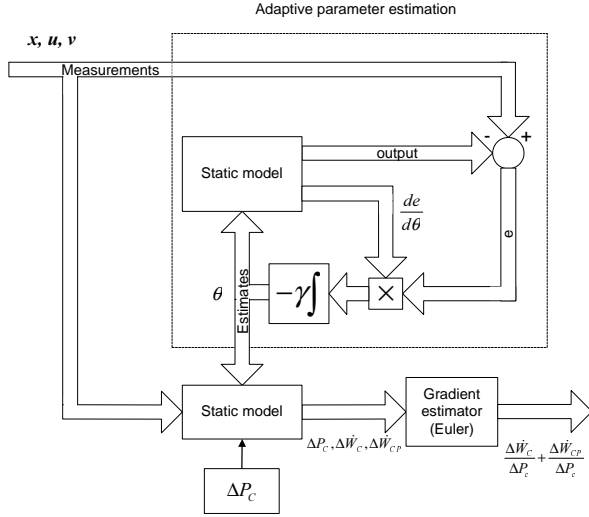 Adaptive parameter estimation
x, u, v
Measurements
- +
output
Static model
de
dθ
e
θ
Estimates
−γ∫
×
Static model
Gradient
estimator
(Euler)
ΔP_C, ΔẆ_C, ΔẆ_CP
ΔẆ_C/ΔP_c + ΔẆ_CP/ΔP_c
ΔP_C